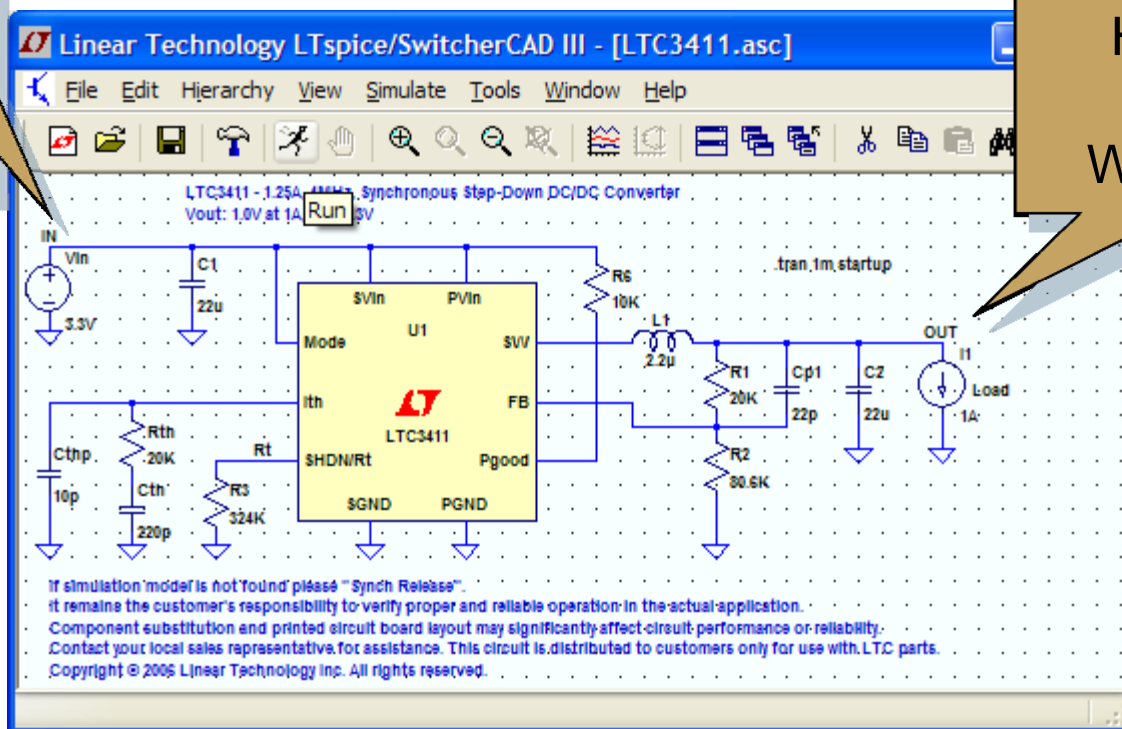 Linear Technology LTspice/SwitcherCAD III - [LTC3411.asc]
H
File Edit Hierarchy View Simulate Tools Window Help
W
LTC3411 - 1.25A, 4MHz, Synchronous Step-Down DC/DC Converter
Vout: 1.0V at 1A
Run
IN
Vin
3.3V
C1
22u
SVin
PVin
U1
Mode
SW
Ith
FB
LTC3411
SHDN/Rt
Pgood
SGND
PGND
R6
10K
.tran 1m startup
L1
2.2µ
OUT
I1
Load
1A
R1
20K
Cp1
22p
C2
22u
R2
80.6K
Cthp
10p
Rth
20K
Cth
220p
Rt
R3
324K
If simulation model is not found please "Synch Release".
It remains the customer's responsibility to verify proper and reliable operation in the actual application.
Component substitution and printed circuit board layout may significantly affect circuit performance or reliability.
Contact your local sales representative for assistance. This circuit is distributed to customers only for use with LTC parts.
Copyright © 2006 Linear Technology Inc. All rights reserved.